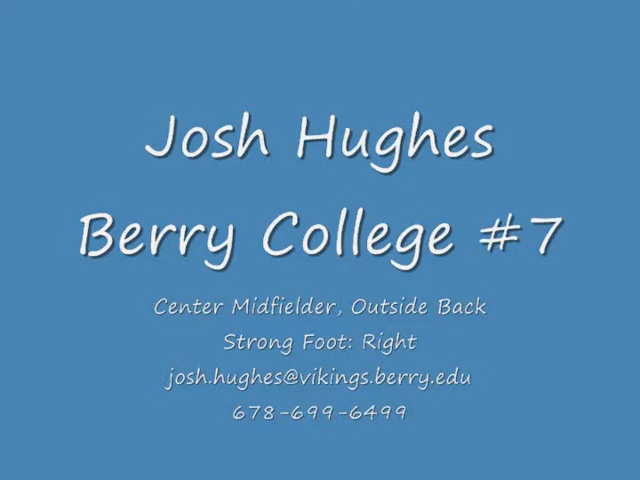 Josh Hughes
Berry College #7
Center Midfielder, Outside Back
Strong Foot: Right
josh.hughes@vikings.berry.edu
678-699-6499